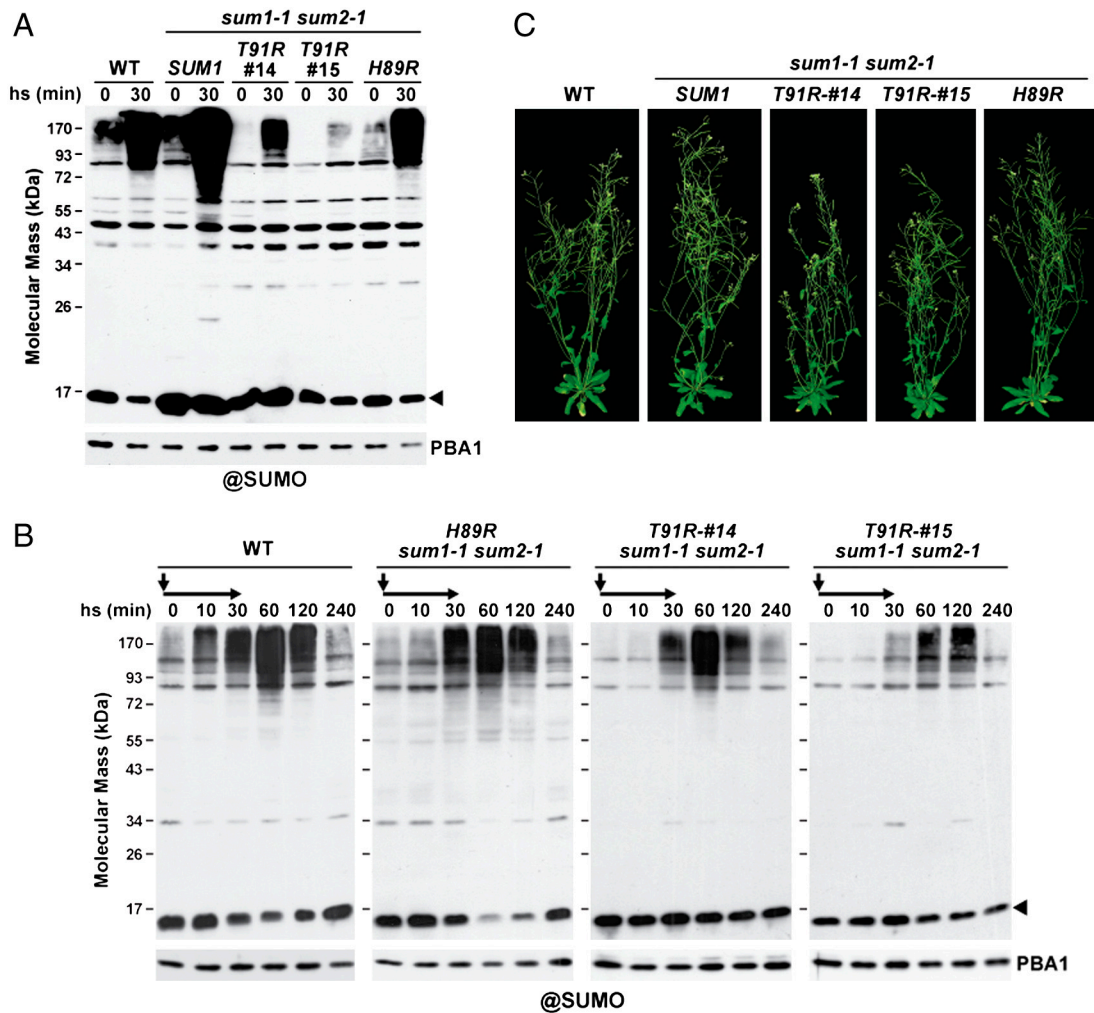 A
sum1-1 sum2-1
WT SUM1 T91R #14 T91R #15 H89R
hs (min) 0 30 0 30 0 30 0 30 0 30
Molecular Mass (kDa)
170
93
72
55
43
34
26
17
PBA1
@SUMO
C
sum1-1 sum2-1
WT SUM1 T91R-#14 T91R-#15 H89R
B
WT
H89R
sum1-1 sum2-1
T91R-#14
sum1-1 sum2-1
T91R-#15
sum1-1 sum2-1
hs (min) 0 10 30 60 120 240 0 10 30 60 120 240 0 10 30 60 120 240 0 10 30 60 120 240
Molecular Mass (kDa)
170
93
72
55
43
34
26
17
PBA1
@SUMO